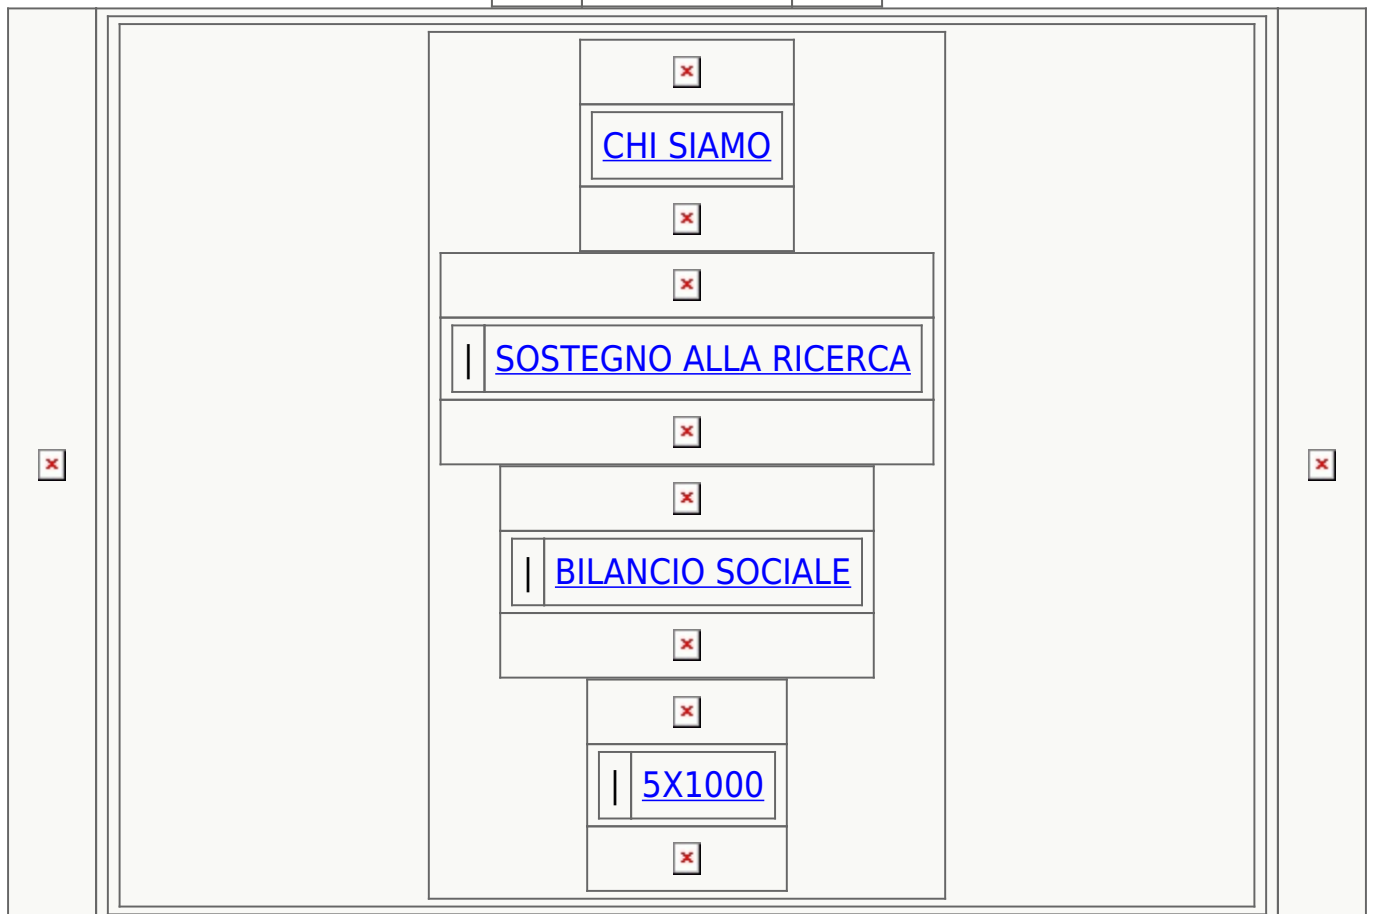 CHI SIAMO
| SOSTEGNO ALLA RICERCA
| BILANCIO SOCIALE
| 5X1000